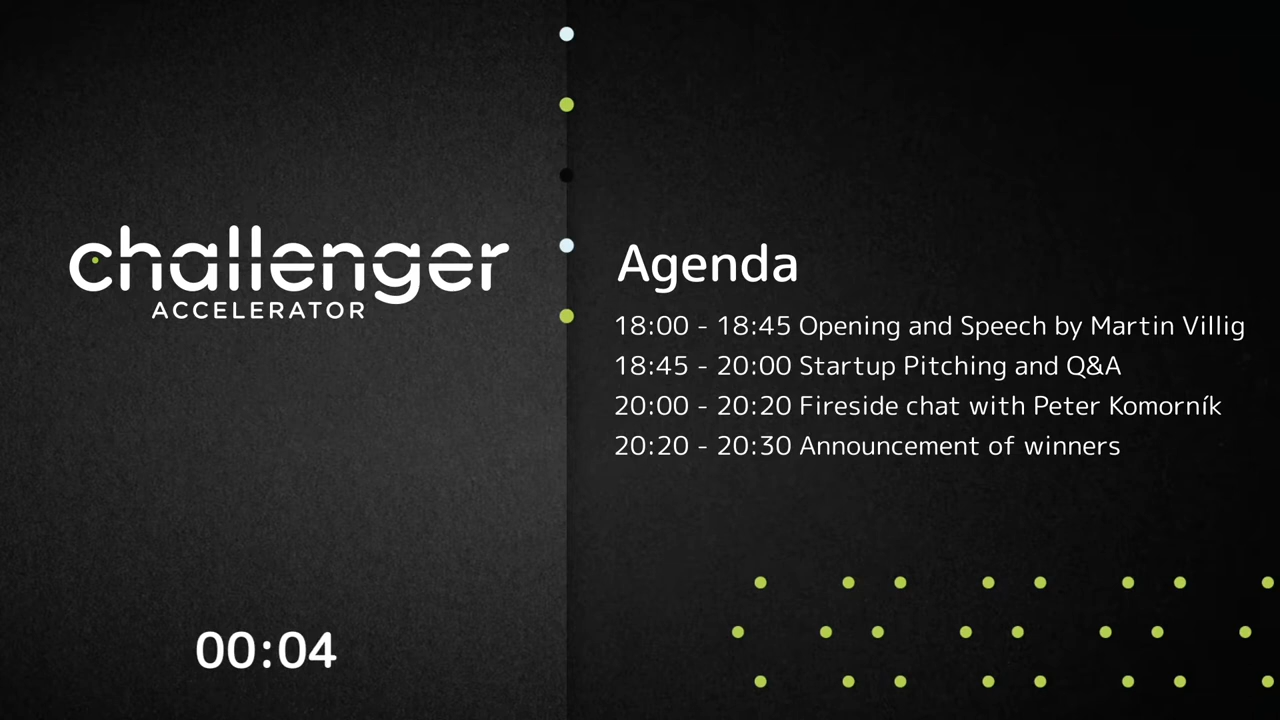 challenger
ACCELERATOR
00:04
Agenda
18:00 - 18:45 Opening and Speech by Martin Villig
18:45 - 20:00 Startup Pitching and Q&A
20:00 - 20:20 Fireside chat with Peter Komorník
20:20 - 20:30 Announcement of winners